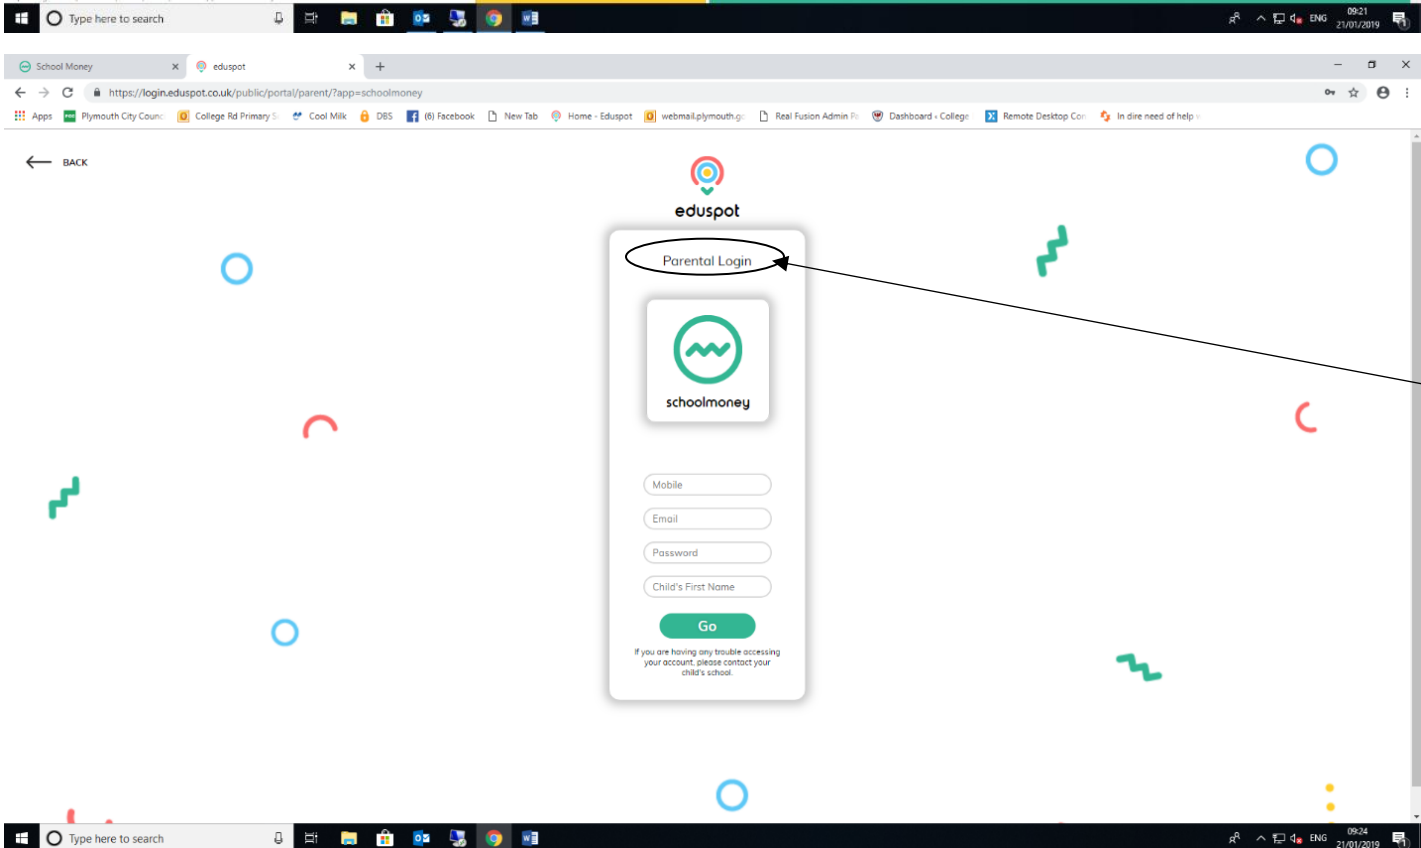 Type here to search
ENG
09:21
21/01/2019
School Money
eduspot
https://login.eduspot.co.uk/public/portal/parent/?app=schoolmoney
Apps Plymouth City Counc College Rd Primary S Cool Milk DBS (6) Facebook New Tab Home - Eduspot webmail.plymouth.g Real Fusion Admin Po Dashboard ‹ College Remote Desktop Con In dire need of help
BACK
eduspot
Parental Login
schoolmoney
Mobile
Email
Password
Child's First Name
Go
If you are having any trouble accessing
your account, please contact your
child's school.
Type here to search
ENG
09:24
21/01/2019